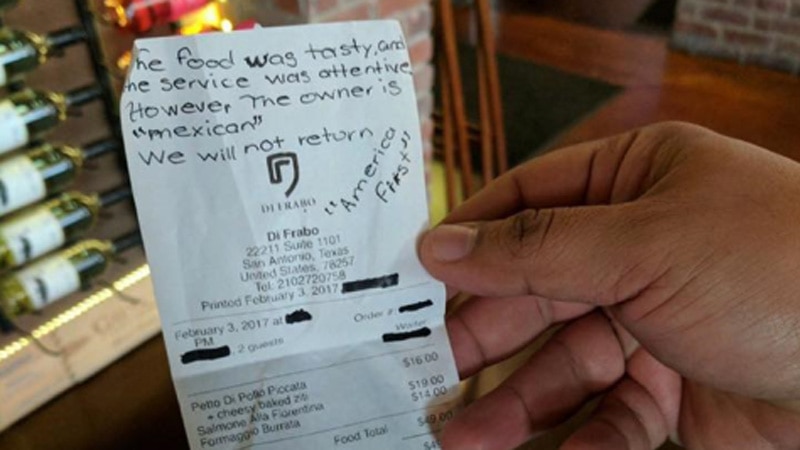 The food was tasty, and
the service was attentive.
However, The owner is
"mexican"
We will not return
"America
First"
DI FRABO
Di Frabo
22211 Suite 1101
San Antonio, Texas
United States, 78257
Tel. 2102720758
Printed February 3, 2017
February 3, 2017 at
PM
Order #:
, 2 guests
Waiter
Petto Di Pollo Piccata $16.00
+ cheesy baked ziti
Salmone Alla Fiorentina $19.00
Formaggio Burrata $14.00
Food Total $49.00